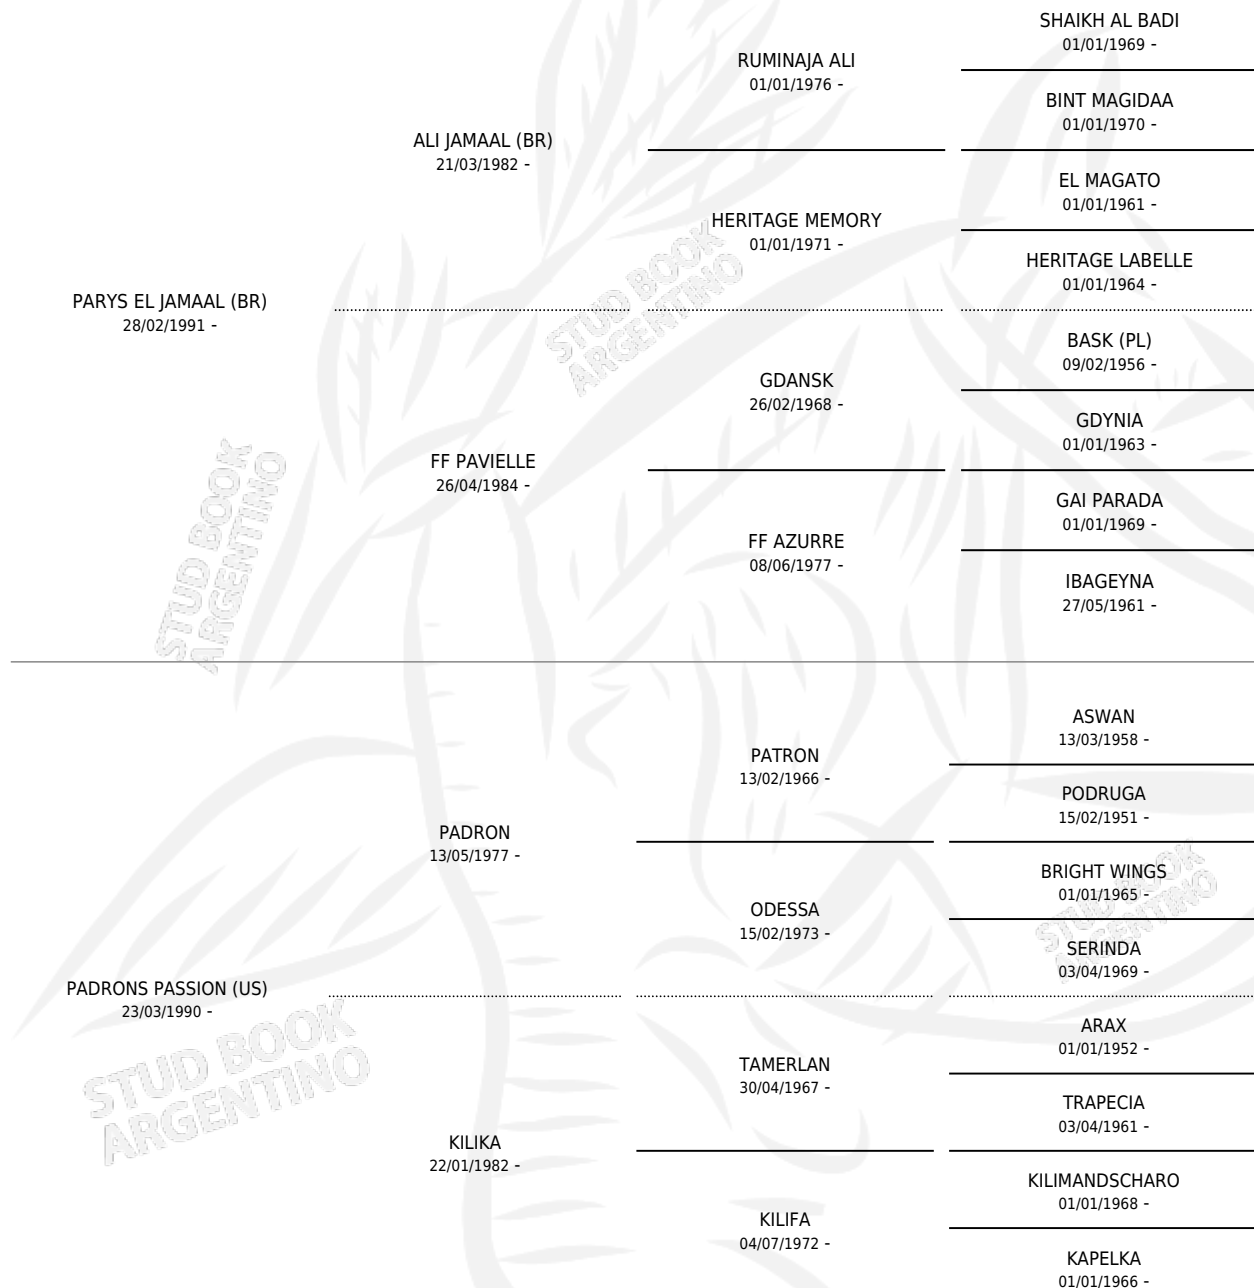 SHAIKH AL BADI
01/01/1969 -
RUMINAJA ALI
01/01/1976 -
BINT MAGIDAA
01/01/1970 -
ALI JAMAAL (BR)
21/03/1982 -
EL MAGATO
01/01/1961 -
HERITAGE MEMORY
01/01/1971 -
HERITAGE LABELLE
01/01/1964 -
PARYS EL JAMAAL (BR)
28/02/1991 -
STUD BOOK
ARGENTINO
BASK (PL)
09/02/1956 -
GDANSK
26/02/1968 -
GDYNIA
01/01/1963 -
FF PAVIELLE
26/04/1984 -
GAI PARADA
01/01/1969 -
FF AZURRE
08/06/1977 -
IBAGEYNA
27/05/1961 -
STUD BOOK
ARGENTINO
ASWAN
13/03/1958 -
PATRON
13/02/1966 -
PODRUGA
15/02/1951 -
PADRON
13/05/1977 -
BRIGHT WINGS
01/01/1965 -
ODESSA
15/02/1973 -
SERINDA
03/04/1969 -
STUD BOOK
ARGENTINO
PADRONS PASSION (US)
23/03/1990 -
ARAX
01/01/1952 -
TAMERLAN
30/04/1967 -
TRAPECIA
03/04/1961 -
STUD BOOK
ARGENTINO
KILIKA
22/01/1982 -
KILIMANDSCHARO
01/01/1968 -
KILIFA
04/07/1972 -
KAPELKA
01/01/1966 -